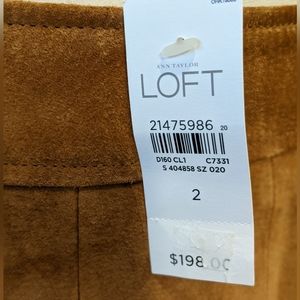 ANN TAYLOR
LOFT
21475986 20
D160 CL1 C7331
S 404858 SZ 020
2
$198.00